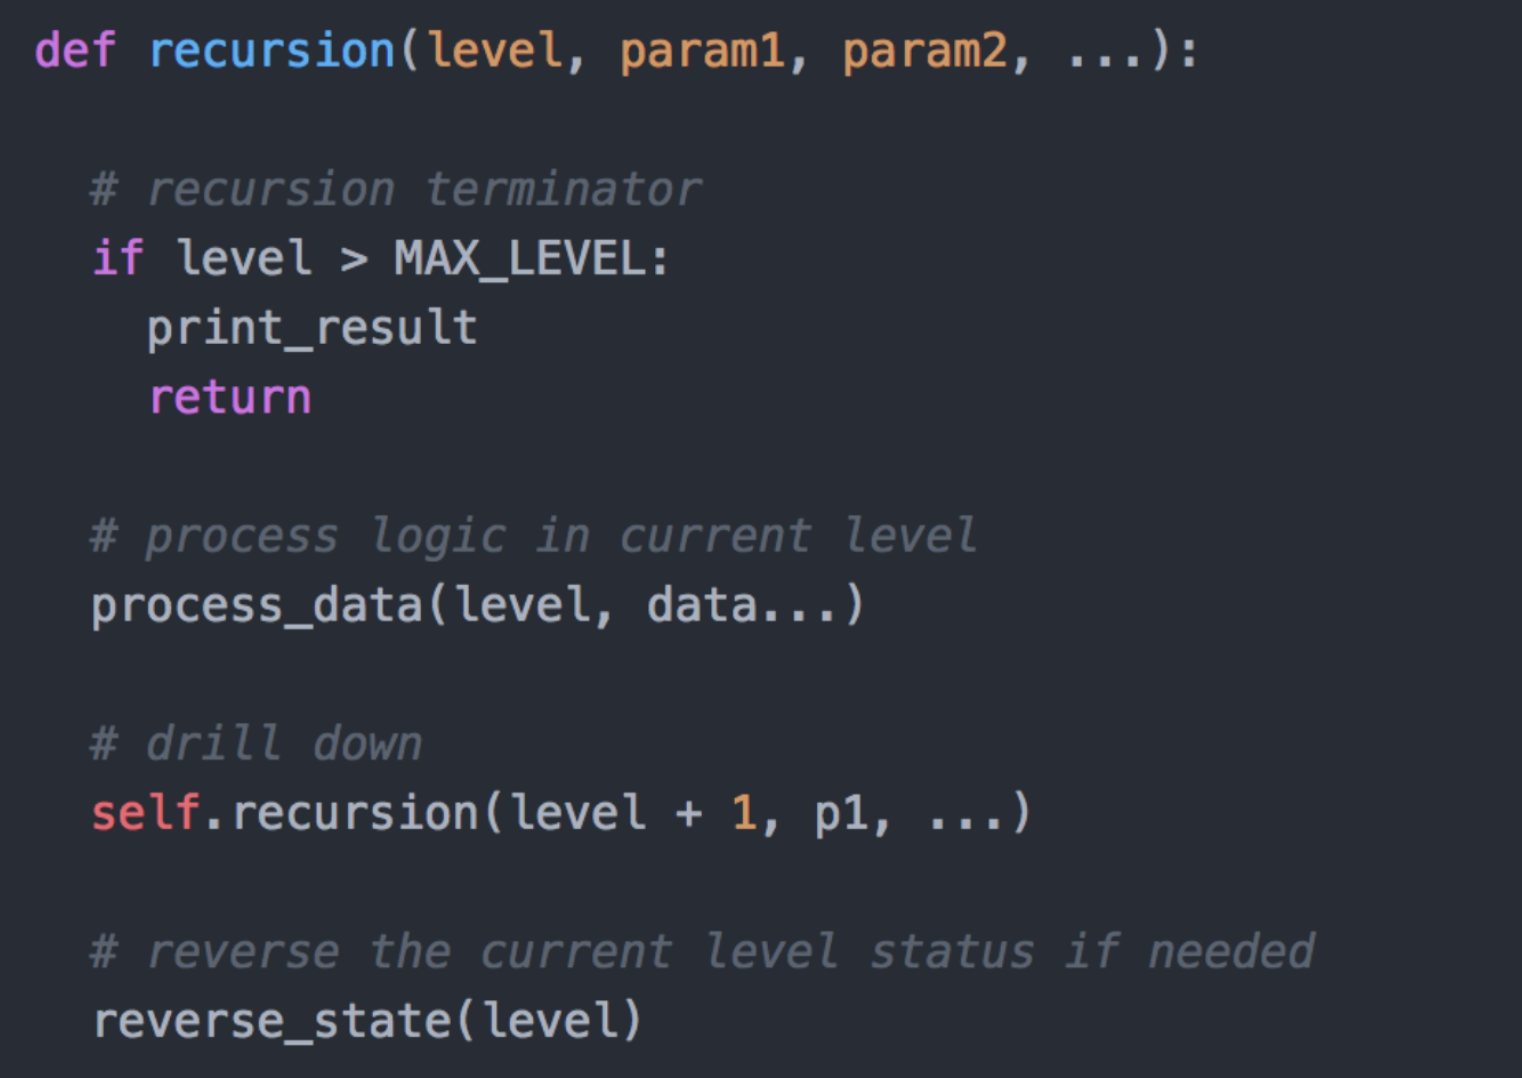 def recursion(level, param1, param2, ...):
# recursion terminator
if level > MAX_LEVEL:
print_result
return
# process logic in current level
process_data(level, data...)
# drill down
self.recursion(level + 1, p1, ...)
# reverse the current level status if needed
reverse_state(level)